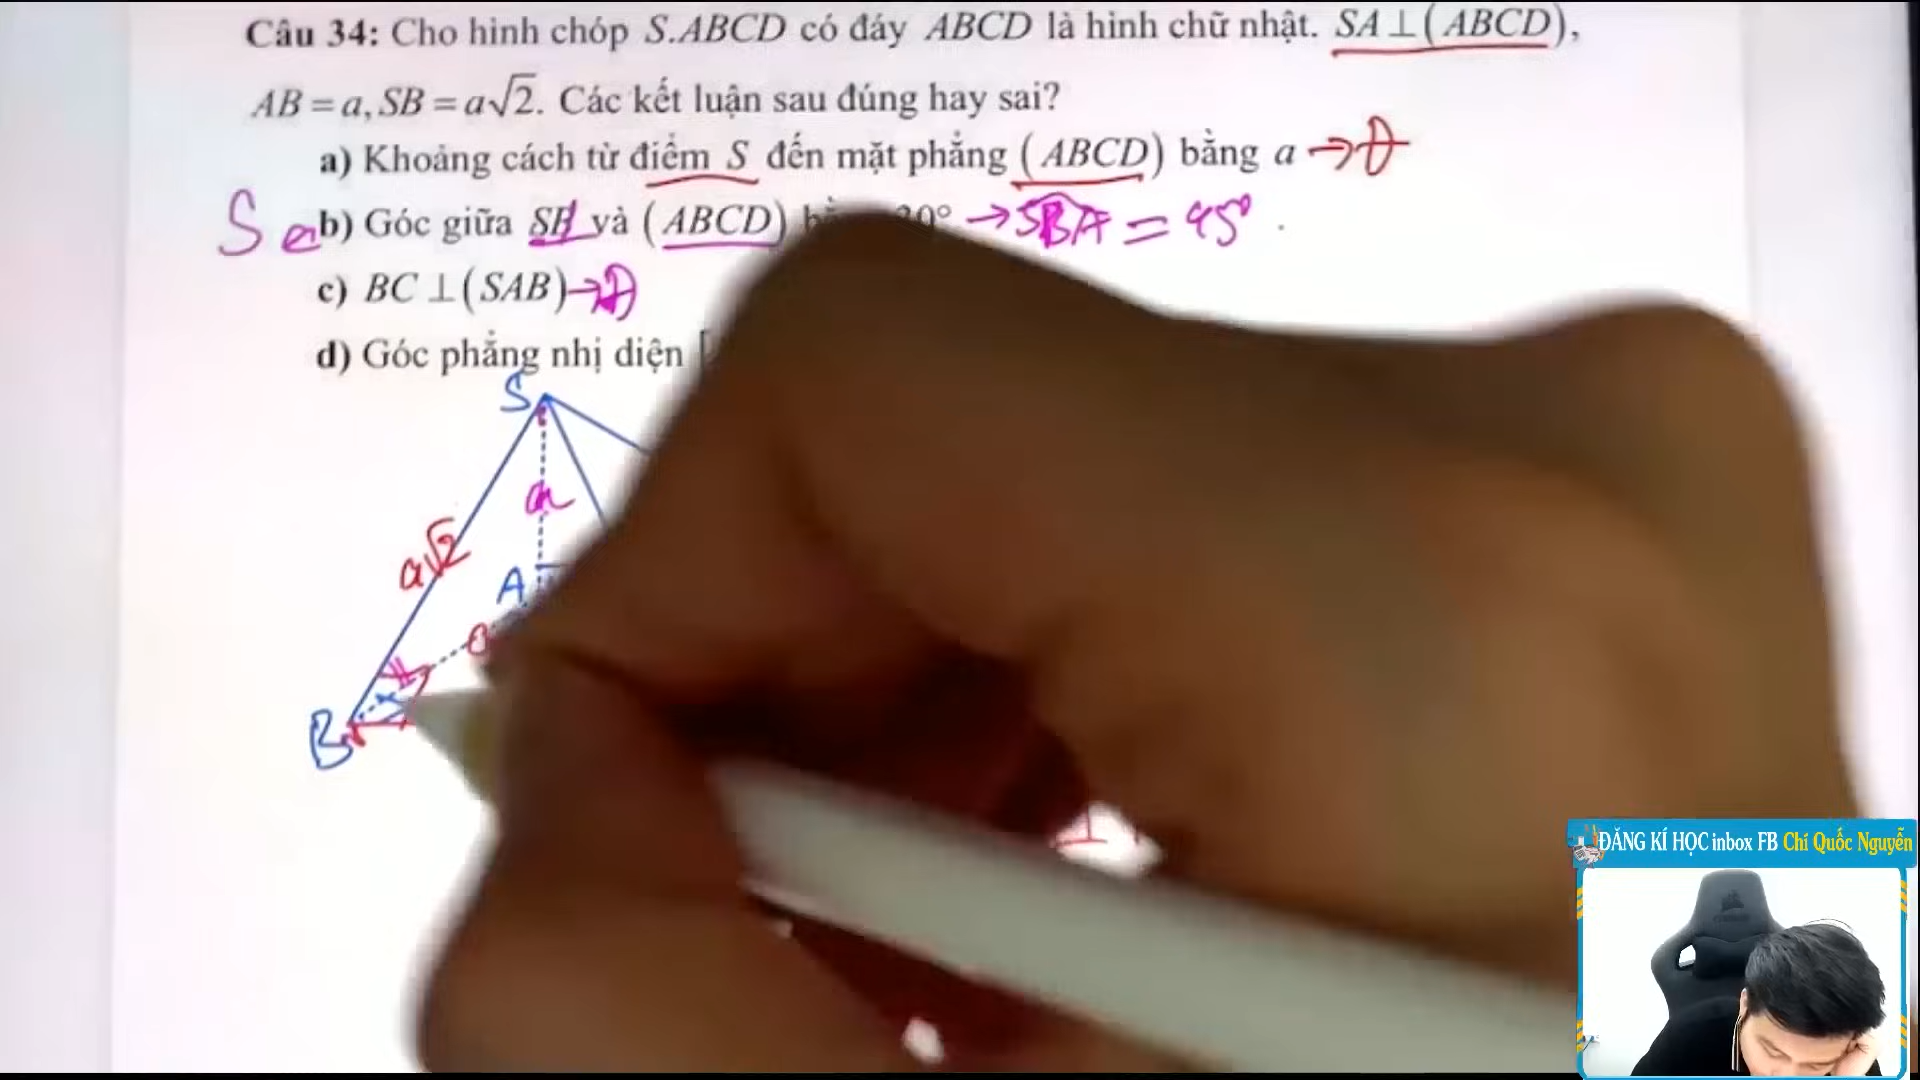 Câu 34: Cho hình chóp S.ABCD có đáy ABCD là hình chữ nhật. SA ⊥ (ABCD),
AB = a, SB = a√2. Các kết luận sau đúng hay sai?
a) Khoảng cách từ điểm S đến mặt phẳng (ABCD) bằng a → Đ
S b) Góc giữa SB và (ABCD) 0° → SBA = 45°
c) BC ⊥ (SAB) → Đ
d) Góc phẳng nhị diện [
S
a
a√2
A
a
B
ĐĂNG KÍ HỌC inbox FB Chí Quốc Nguyễn